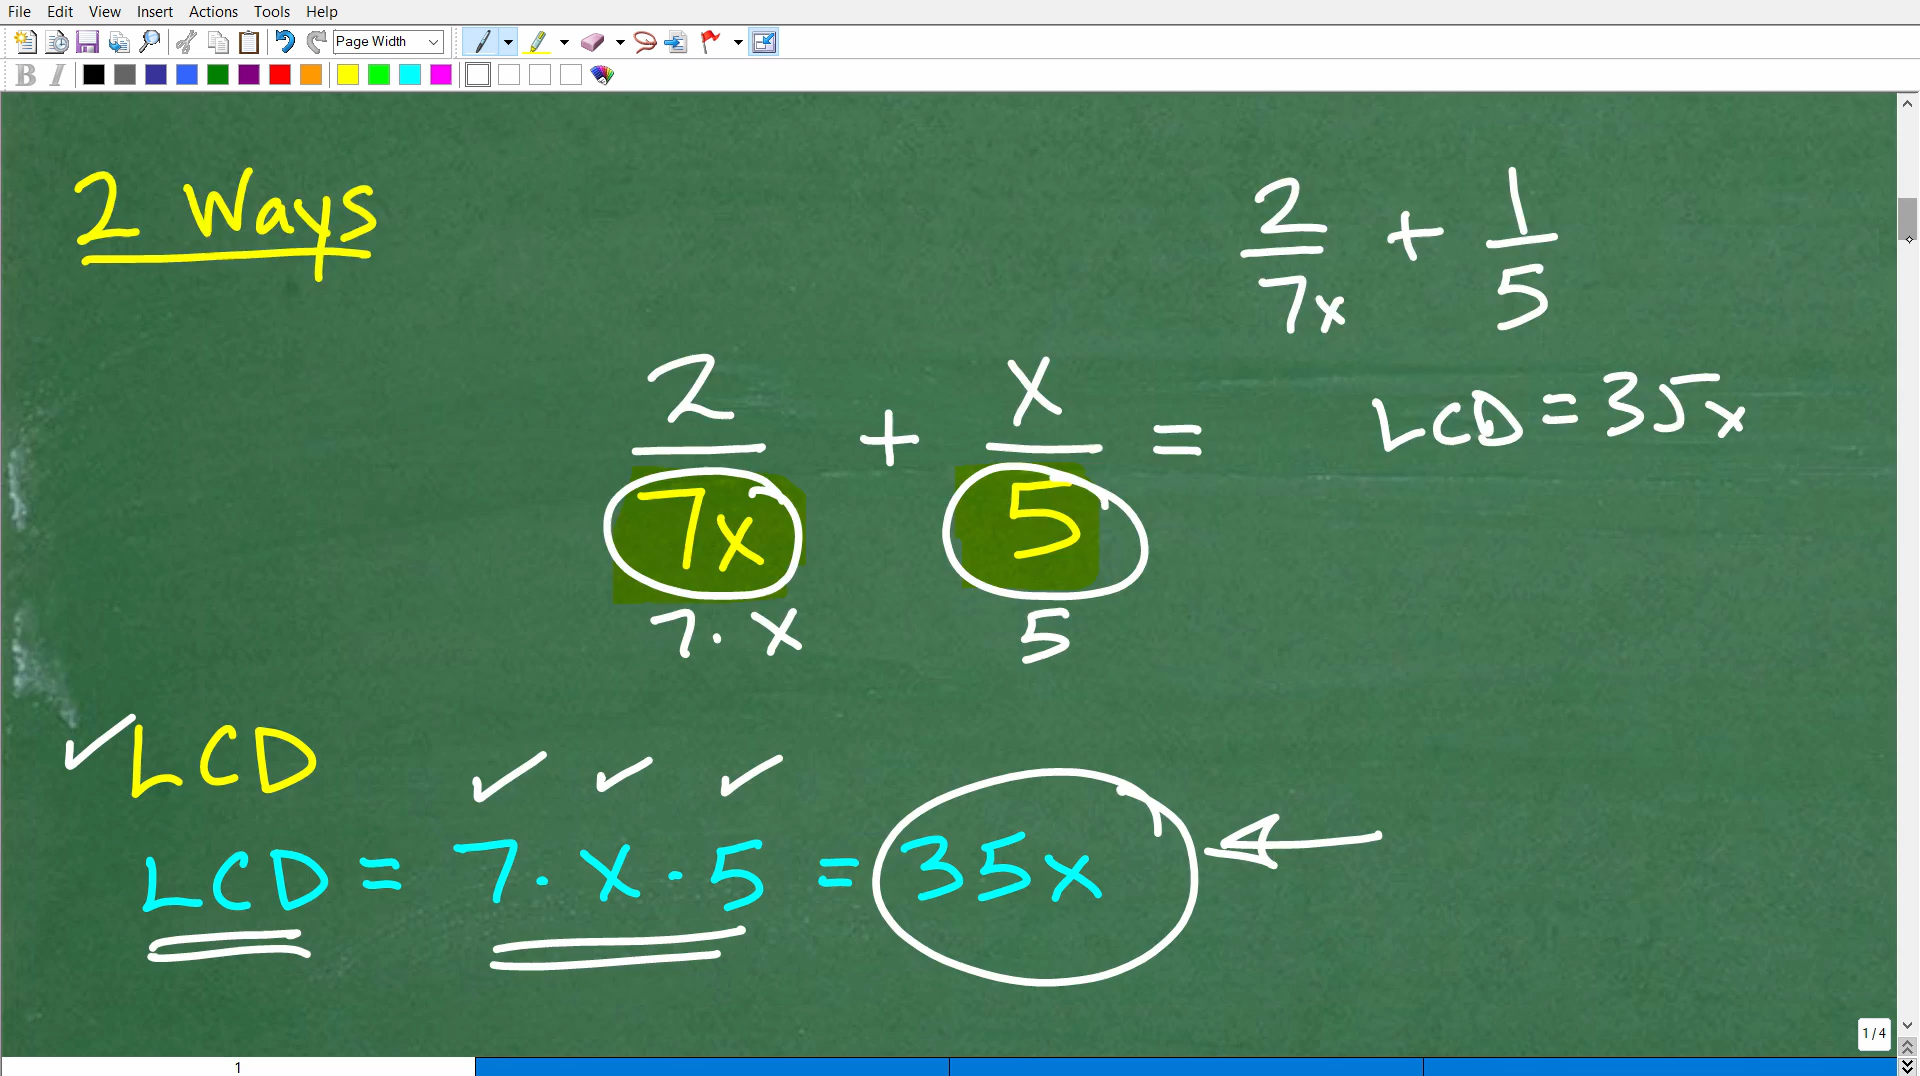 File Edit View Insert Actions Tools Help
Page Width
B I
2 Ways
2/7x + 1/5
LCD = 35x
2/7x + x/5 =
7 · x 5
LCD
LCD = 7 · x · 5 = 35x
1 / 4
1